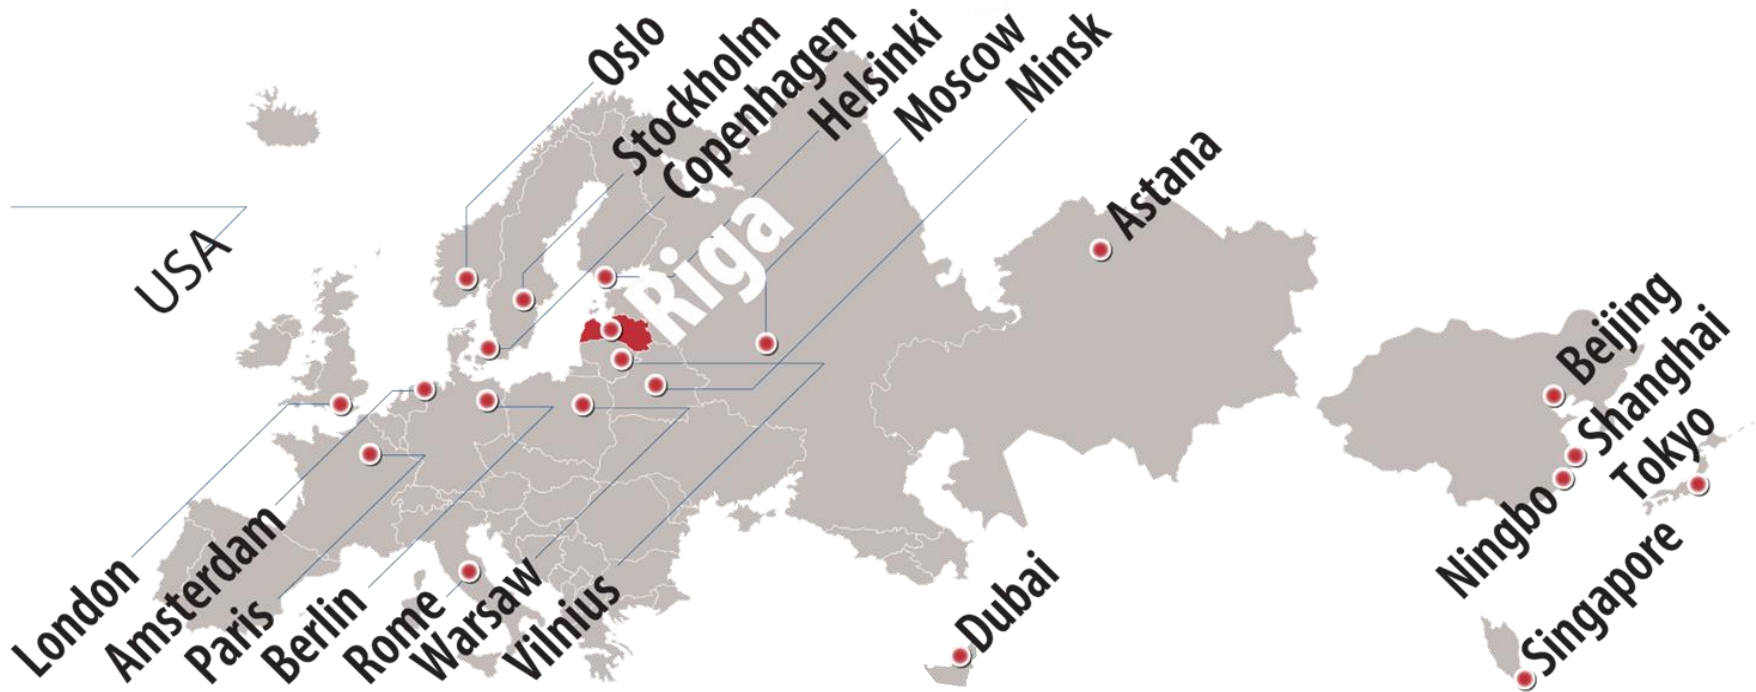 Oslo
Stockholm
Copenhagen
Helsinki
Moscow
Minsk
Astana
USA
Riga
Beijing
Shanghai
Tokyo
Ningbo
Singapore
London
Amsterdam
Paris
Berlin
Rome
Warsaw
Vilnius
Dubai